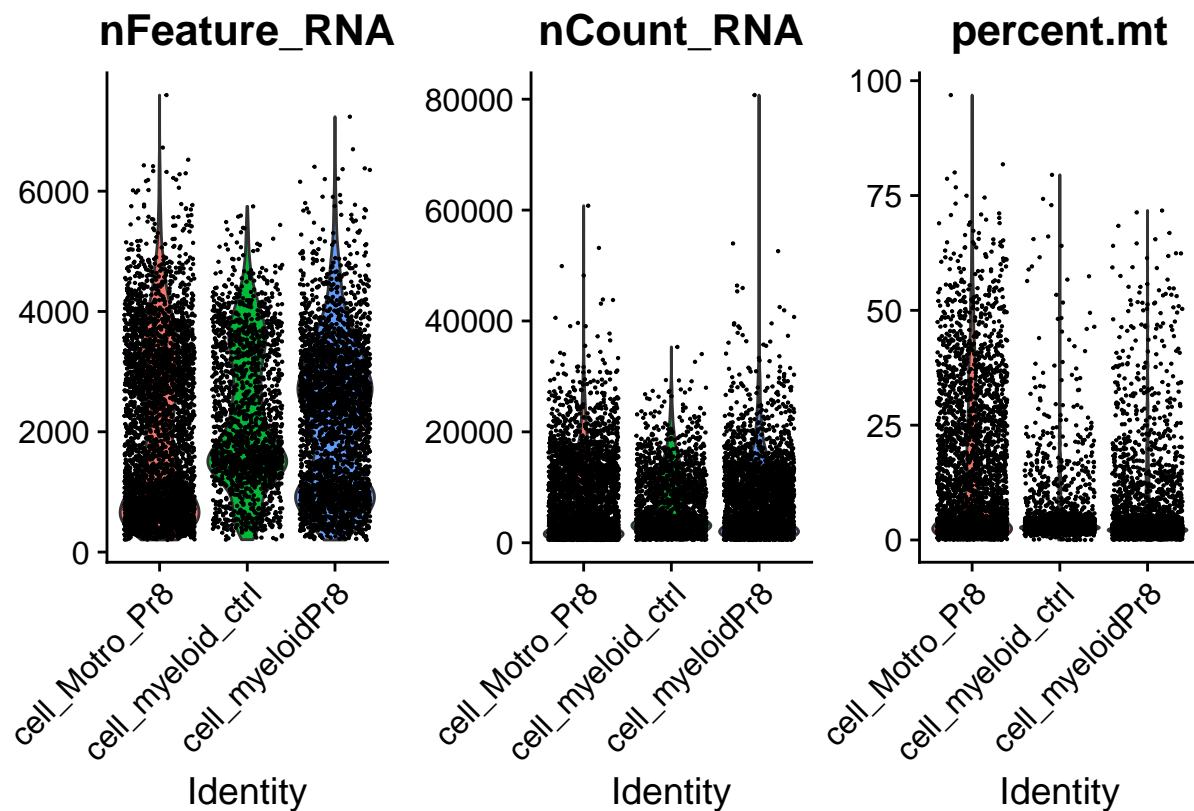 nFeature_RNA
6000
4000
2000
0
cell_Motro_Pr8
cell_myeloid_ctrl
cell_myeloidPr8
Identity
nCount_RNA
80000
60000
40000
20000
0
cell_Motro_Pr8
cell_myeloid_ctrl
cell_myeloidPr8
Identity
percent.mt
100
75
50
25
0
cell_Motro_Pr8
cell_myeloid_ctrl
cell_myeloidPr8
Identity